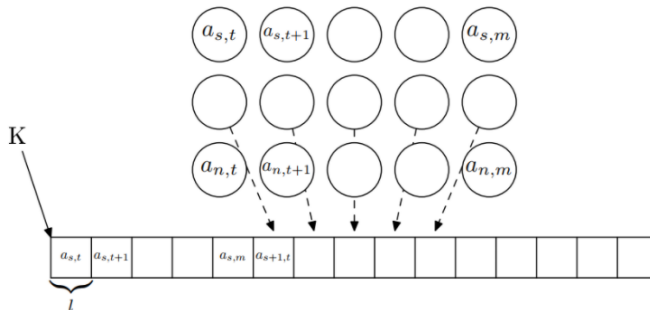 a_{s,t} a_{s,t+1} a_{s,m}
K
a_{n,t} a_{n,t+1} a_{n,m}
a_{s,t} a_{s,t+1} a_{s,m} a_{s+1,t}
l